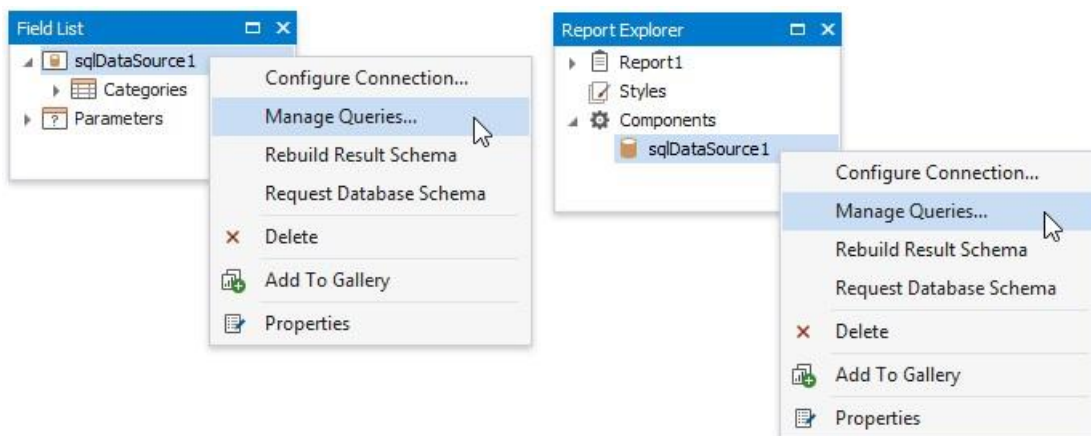 Field List
sqlDataSource1
Categories
Parameters
Configure Connection...
Manage Queries...
Rebuild Result Schema
Request Database Schema
Delete
Add To Gallery
Properties
Report Explorer
Report1
Styles
Components
sqlDataSource1
Configure Connection...
Manage Queries...
Rebuild Result Schema
Request Database Schema
Delete
Add To Gallery
Properties